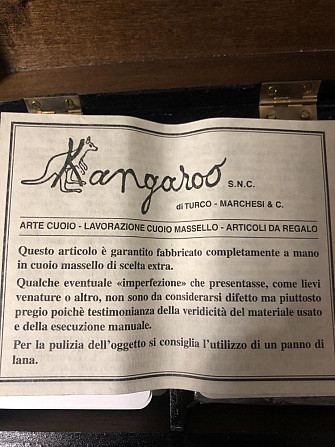 Kangaroo S.N.C.
di TURCO - MARCHESI & C.
ARTE CUOIO - LAVORAZIONE CUOIO MASSELLO - ARTICOLI DA REGALO
Questo articolo è garantito fabbricato completamente a mano
in cuoio massello di scelta extra.
Qualche eventuale «imperfezione» che presentasse, come lievi
venature o altro, non sono da considerarsi difetto ma piuttosto
pregio poichè testimonianza della veridicità del materiale usato
e della esecuzione manuale.
Per la pulizia dell'oggetto si consiglia l'utilizzo di un panno di
lana.